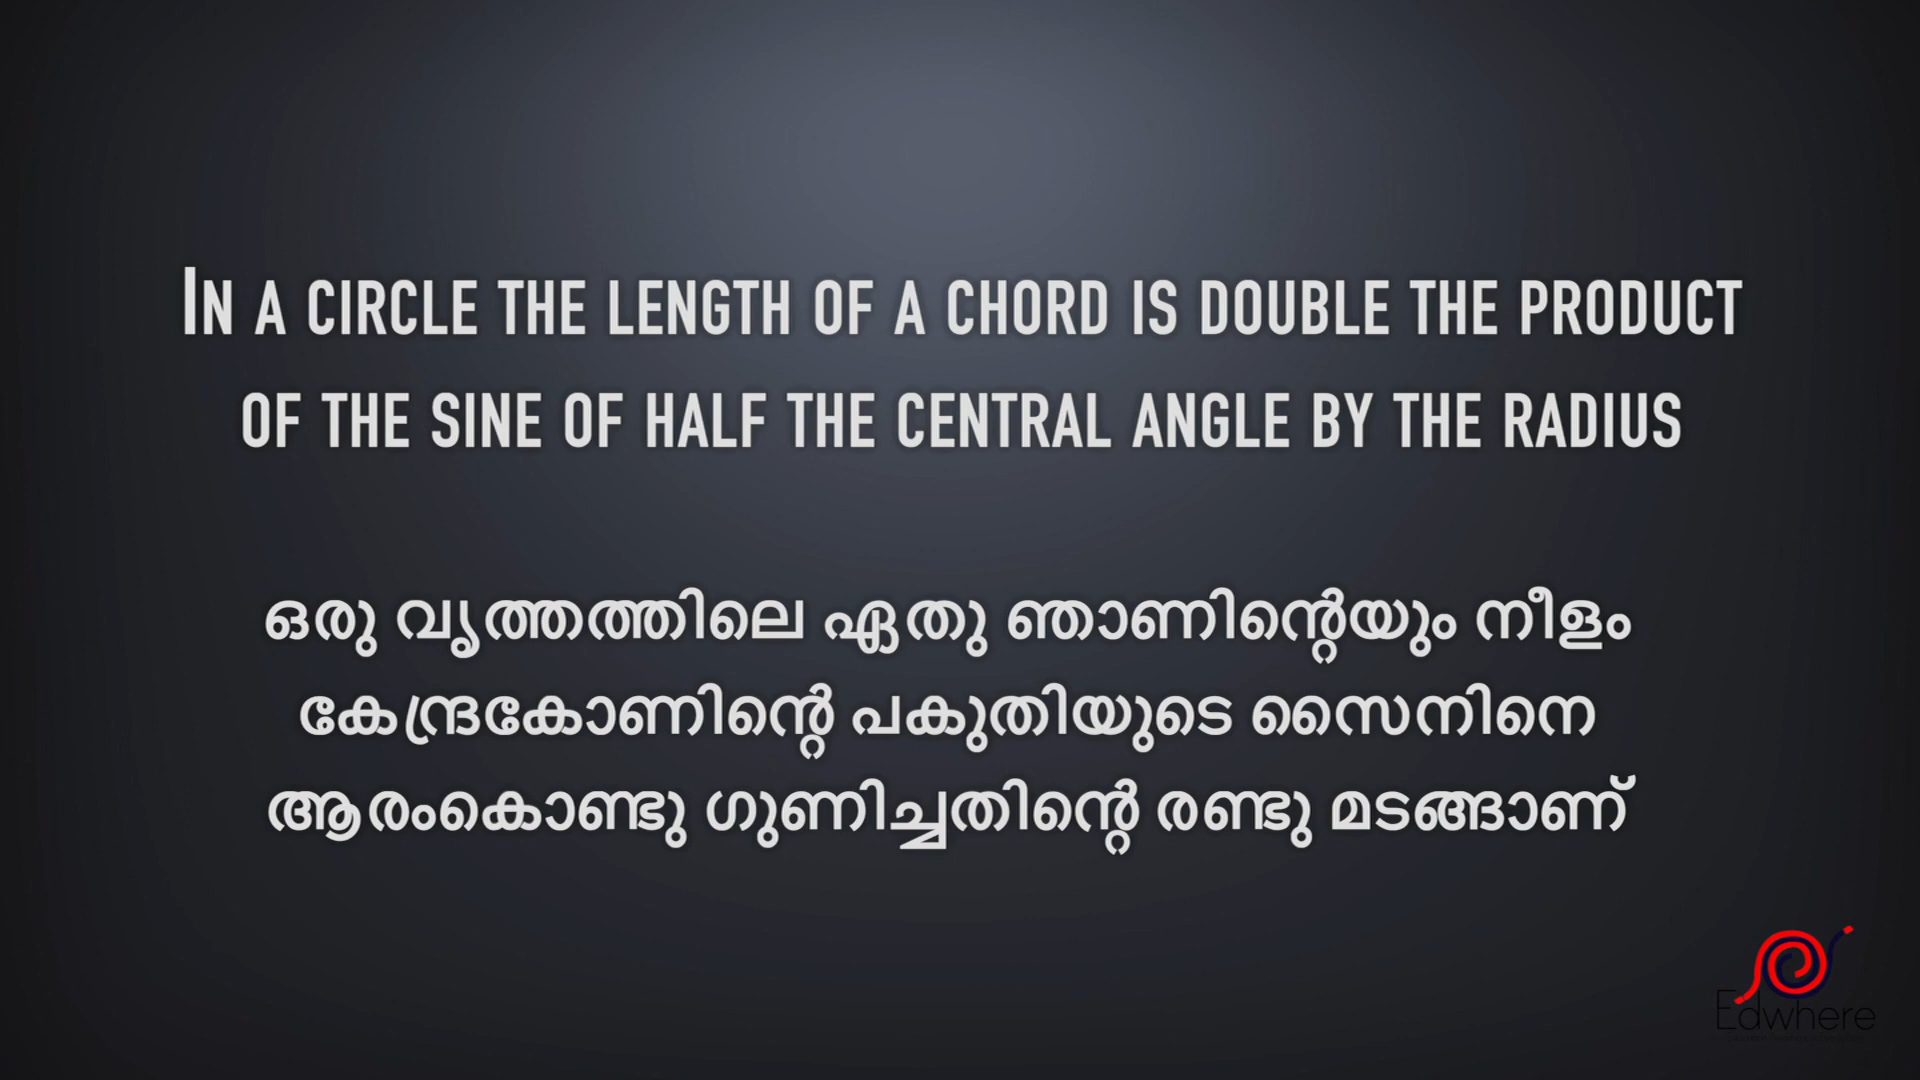 In a circle the length of a chord is double the product
of the sine of half the central angle by the radius
ഒരു വൃത്തത്തിലെ ഏതു ഞാണിന്റെയും നീളം
കേന്ദ്രകോണിന്റെ പകുതിയുടെ സൈനിനെ
ആരംകൊണ്ടു ഗുണിച്ചതിന്റെ രണ്ടു മടങ്ങാണ്
Edwhere